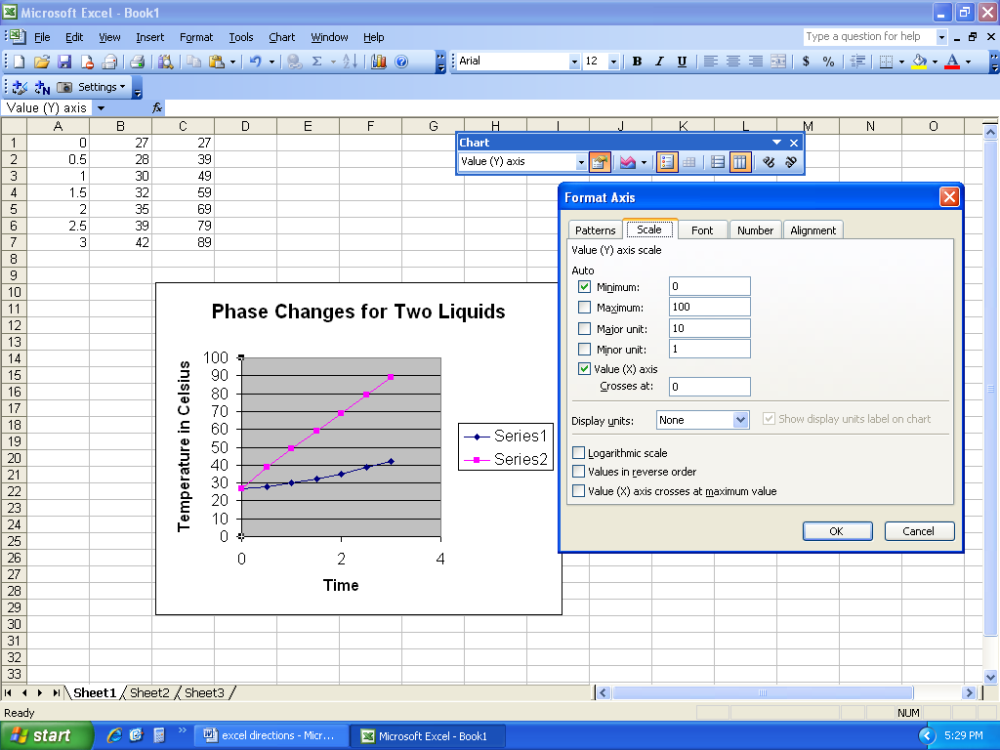 Microsoft Excel - Book1
File Edit View Insert Format Tools Chart Window Help
Type a question for help
Arial 12 B I U $ %
Settings
Value (Y) axis fx
A B C D E F G H I J K L M N O
1 0 27 27
2 0.5 28 39
3 1 30 49
4 1.5 32 59
5 2 35 69
6 2.5 39 79
7 3 42 89
8
9
10
11
12
13
14
15
16
17
18
19
20
21
22
23
24
25
26
27
28
29
30
31
32
33
Chart
Value (Y) axis
Format Axis
Patterns Scale Font Number Alignment
Value (Y) axis scale
Auto
Minimum: 0
Maximum: 100
Major unit: 10
Minor unit: 1
Value (X) axis
Crosses at: 0
Display units: None Show display units label on chart
Logarithmic scale
Values in reverse order
Value (X) axis crosses at maximum value
OK Cancel
Phase Changes for Two Liquids
Temperature in Celsius
100
90
80
70
60
50
40
30
20
10
0
0 2 4
Time
Series1
Series2
Sheet1 Sheet2 Sheet3
Ready NUM
start excel directions - Micr... Microsoft Excel - Book1 5:29 PM